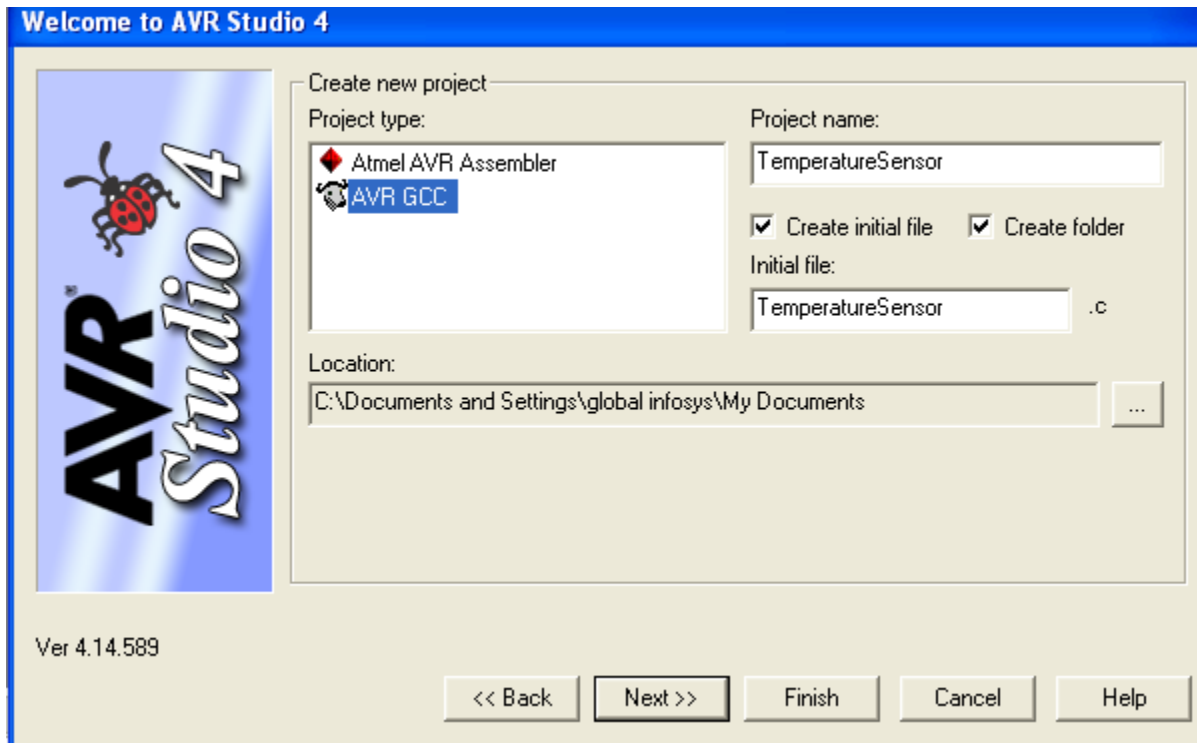 Welcome to AVR Studio 4
AVR®
Studio 4
Create new project
Project type:
Atmel AVR Assembler
AVR GCC
Project name:
TemperatureSensor
Create initial file
Create folder
Initial file:
TemperatureSensor
.c
Location:
C:\Documents and Settings\global infosys\My Documents
...
Ver 4.14.589
<< Back
Next >>
Finish
Cancel
Help